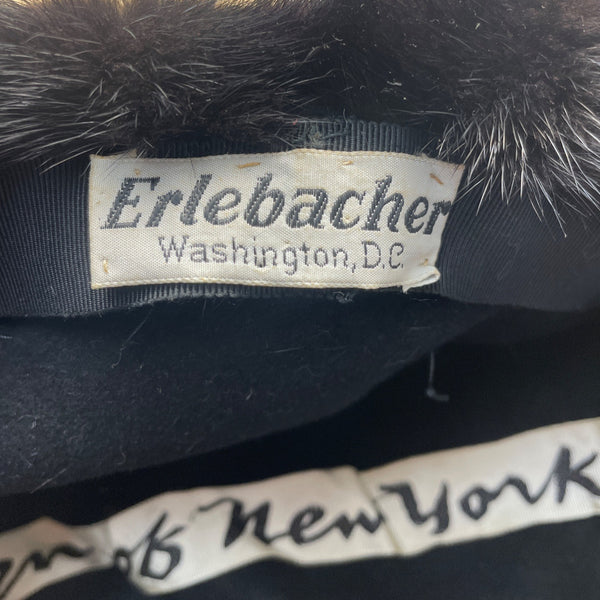 Erlebacher
Washington, D.C.
of New York